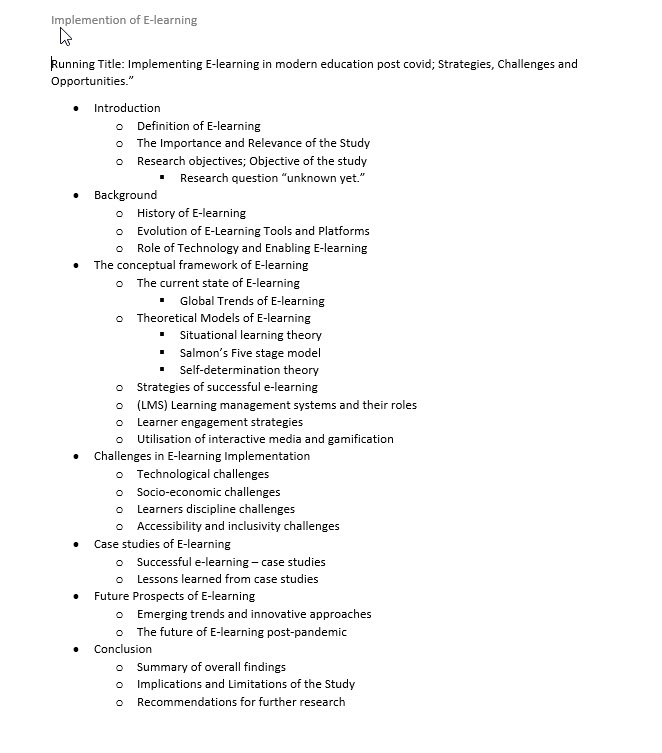 Implemention of E-learning
Running Title: Implementing E-learning in modern education post covid; Strategies, Challenges and
Opportunities.”
• Introduction
o Definition of E-learning
o The Importance and Relevance of the Study
o Research objectives; Objective of the study
▪ Research question “unknown yet.”
• Background
o History of E-learning
o Evolution of E-Learning Tools and Platforms
o Role of Technology and Enabling E-learning
• The conceptual framework of E-learning
o The current state of E-learning
▪ Global Trends of E-learning
o Theoretical Models of E-learning
▪ Situational learning theory
▪ Salmon’s Five stage model
▪ Self-determination theory
o Strategies of successful e-learning
o (LMS) Learning management systems and their roles
o Learner engagement strategies
o Utilisation of interactive media and gamification
• Challenges in E-learning Implementation
o Technological challenges
o Socio-economic challenges
o Learners discipline challenges
o Accessibility and inclusivity challenges
• Case studies of E-learning
o Successful e-learning – case studies
o Lessons learned from case studies
• Future Prospects of E-learning
o Emerging trends and innovative approaches
o The future of E-learning post-pandemic
• Conclusion
o Summary of overall findings
o Implications and Limitations of the Study
o Recommendations for further research